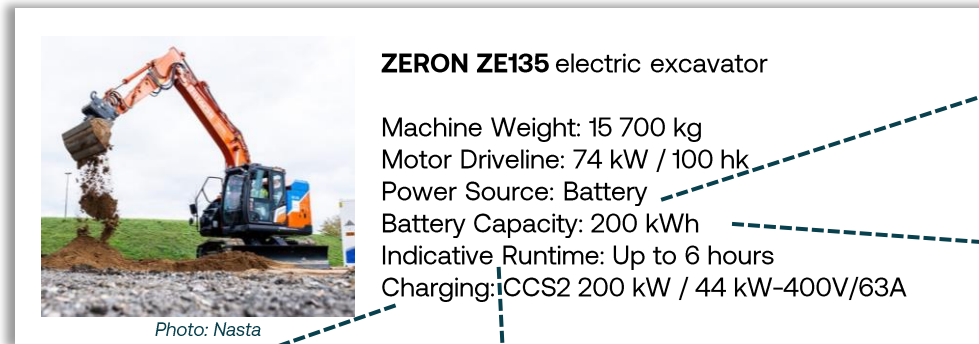 ZERON ZE135 electric excavator
Machine Weight: 15 700 kg
Motor Driveline: 74 kW / 100 hk
Power Source: Battery
Battery Capacity: 200 kWh
Indicative Runtime: Up to 6 hours
Charging: CCS2 200 kW / 44 kW-400V/63A
Photo: Nasta